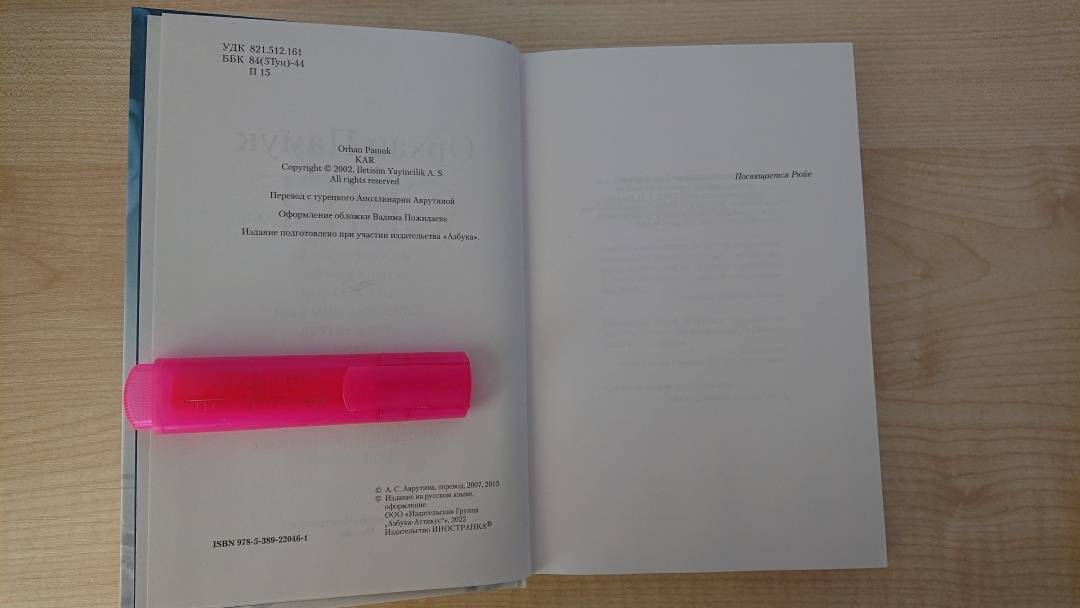 УДК 821.512.161
ББК 84(5Туц)-44
П 15
Orhan Pamuk
KAR
Copyright © 2002, Iletisim Yayincilik A. S.
All rights reserved
Перевод с турецкого Аполлинарии Аврутиной
Оформление обложки Вадима Пожидаева
Издание подготовлено при участии издательства «Азбука».
© А. С. Аврутина, перевод, 2007, 2015
© Издание на русском языке.
оформление.
ООО «Издательская Группа
„Азбука-Аттикус“», 2022
Издательство ИНОСТРАНКА®
ISBN 978-5-389-22046-1
Посвящается Рюйе